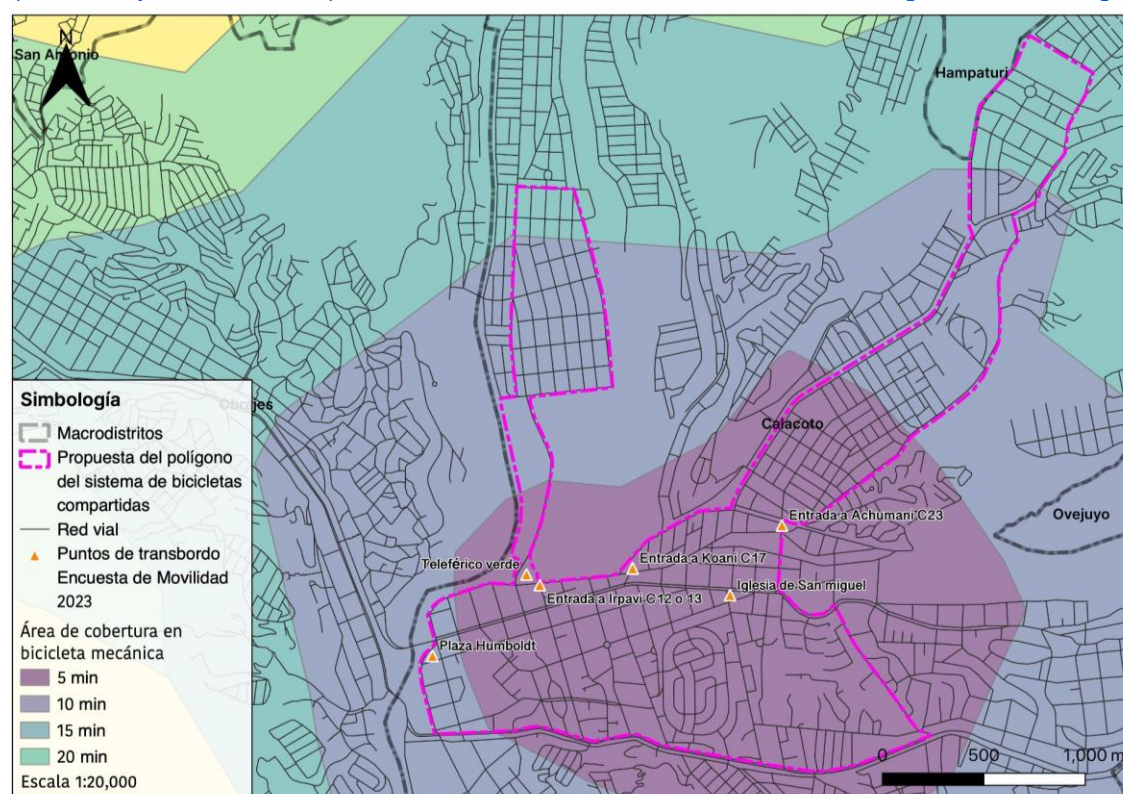 N
San Antonio
Hampaturi
Obrajes
Calacoto
Ovejuyo
Entrada a Achumani C23
Teleférico verde
Entrada a Koani C17
Entrada a Irpavi C12 o 13
Iglesia de San miguel
Plaza Humboldt
Simbología
Macrodistritos
Propuesta del polígono
del sistema de bicicletas
compartidas
Red vial
Puntos de transbordo
Encuesta de Movilidad
2023
Área de cobertura en
bicicleta mecánica
5 min
10 min
15 min
20 min
Escala 1:20,000
0 500 1,000 m